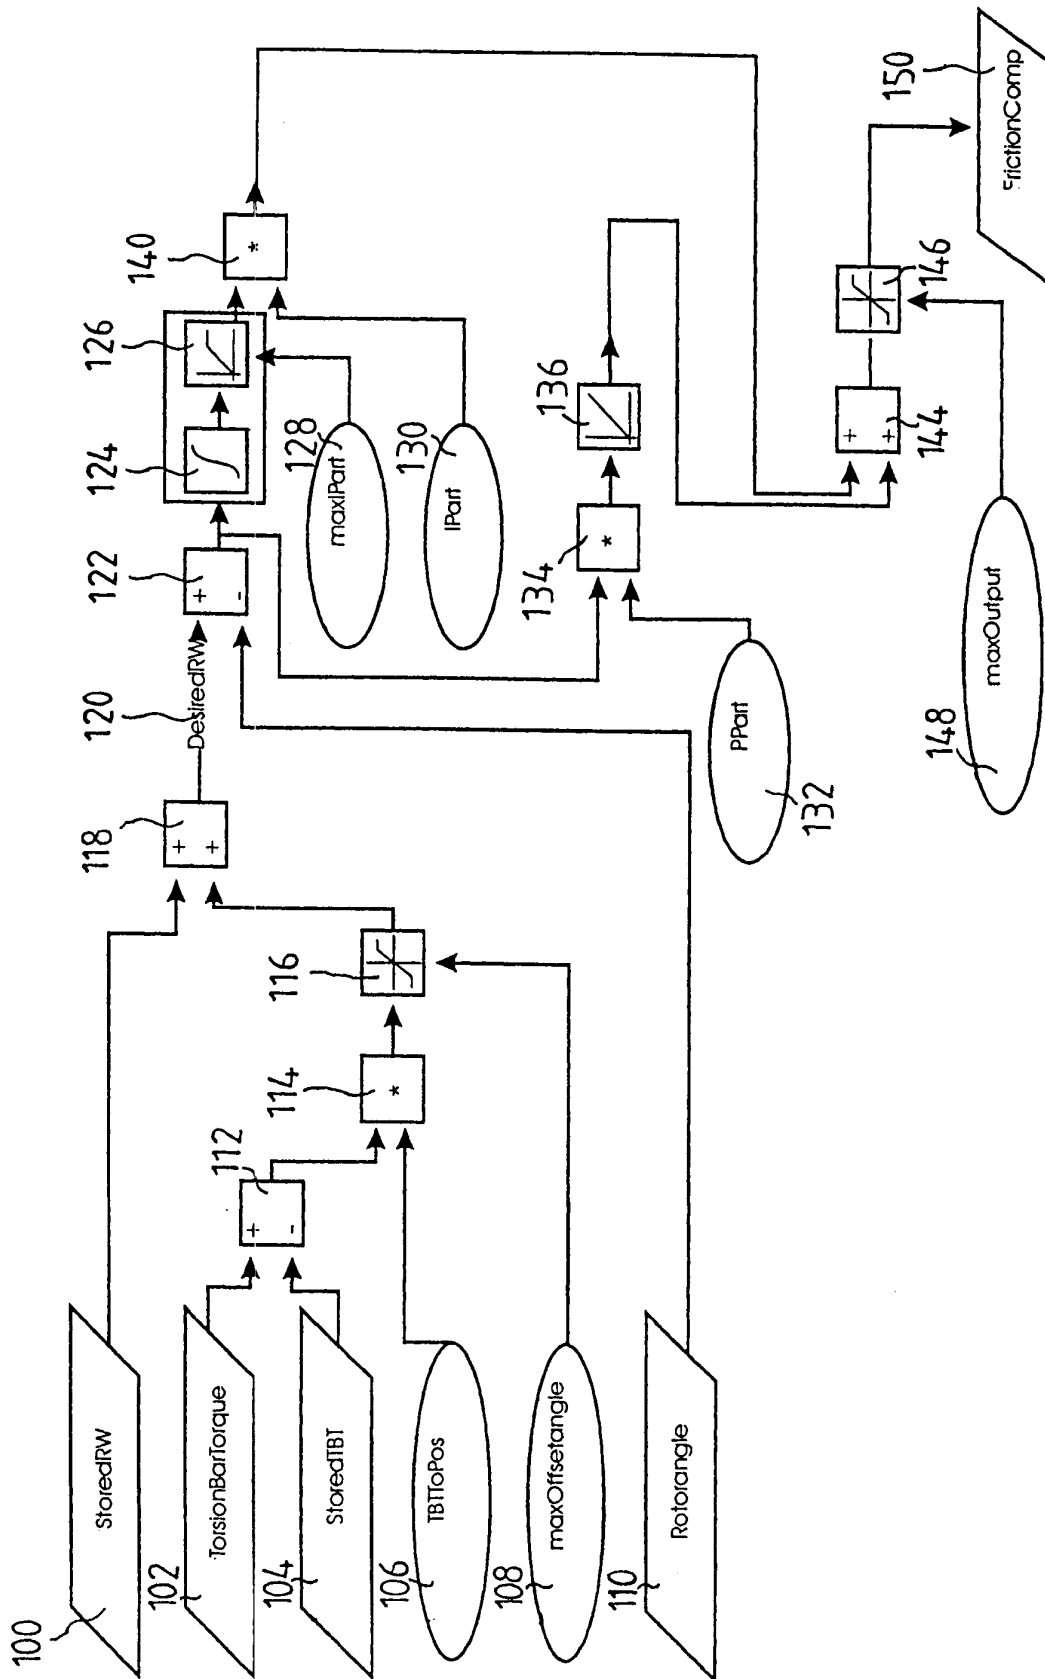 100
StoredRW
102
TorsionBarTorque
104
StoredTBT
106
TBTToPos
108
maxOffsetangle
110
Rotorangle
112
+
-
114
*
116
118
+
+
120
DesiredRW
122
+
-
124
126
maxIPart
128
IPart
130
PPart
132
134
*
136
140
*
144
+
+
146
maxOutput
148
150
FrictionComp